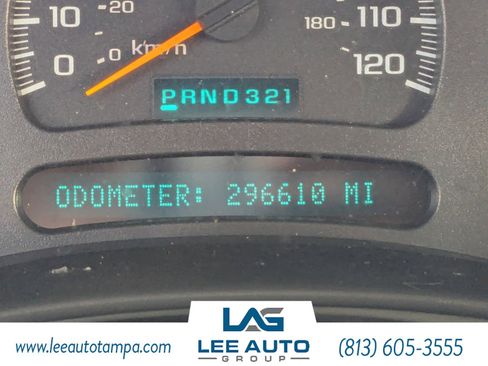 10 20 180 110
0 0 km/h 120
PRND321
ODOMETER: 296610 MI
LAG
www.leeautotampa.com LEE AUTO (813) 605-3555
GROUP